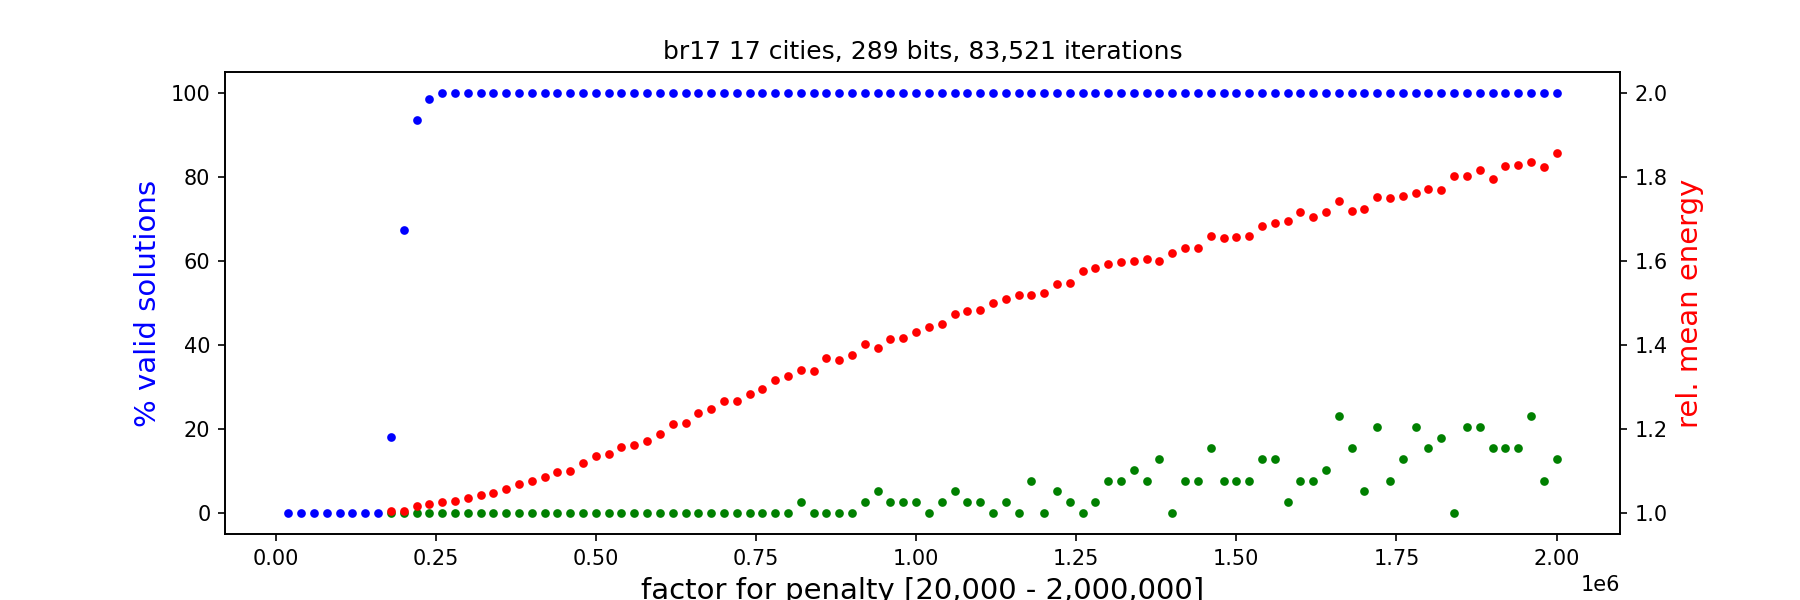 br17 17 cities, 289 bits, 83,521 iterations
% valid solutions
100
80
60
40
20
0
2.0
1.8
1.6
1.4
1.2
1.0
rel. mean energy
0.00 0.25 0.50 0.75 1.00 1.25 1.50 1.75 2.00
1e6
factor for penalty [20,000 - 2,000,000]